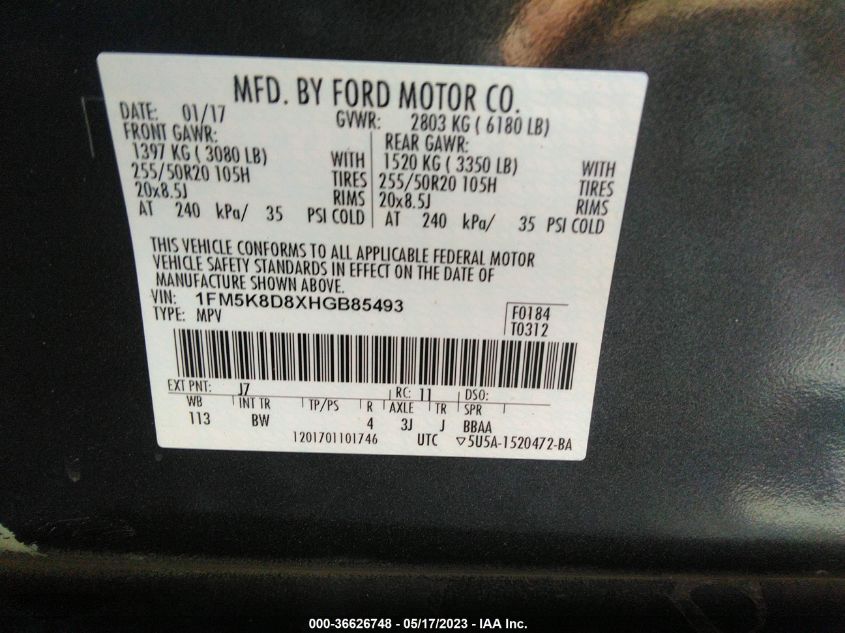 MFD. BY FORD MOTOR CO.
DATE: 01/17 GVWR: 2803 KG ( 6180 LB)
FRONT GAWR: REAR GAWR:
1397 KG ( 3080 LB) WITH 1520 KG ( 3350 LB) WITH
255/50R20 105H TIRES 255/50R20 105H TIRES
20x8.5J RIMS 20x8.5J RIMS
AT 240 kPa/ 35 PSI COLD AT 240 kPa/ 35 PSI COLD
THIS VEHICLE CONFORMS TO ALL APPLICABLE FEDERAL MOTOR
VEHICLE SAFETY STANDARDS IN EFFECT ON THE DATE OF
MANUFACTURE SHOWN ABOVE.
VIN: 1FM5K8D8XHGB85493 F0184
TYPE: MPV T0312
EXT PNT: J7 RC: 11 DSO:
WB INT TR TP/PS R AXLE TR SPR
113 BW 4 3J J BBAA
1201701101746 UTC ▽5U5A-1520472-BA
000-36626748 - 05/17/2023 - IAA Inc.